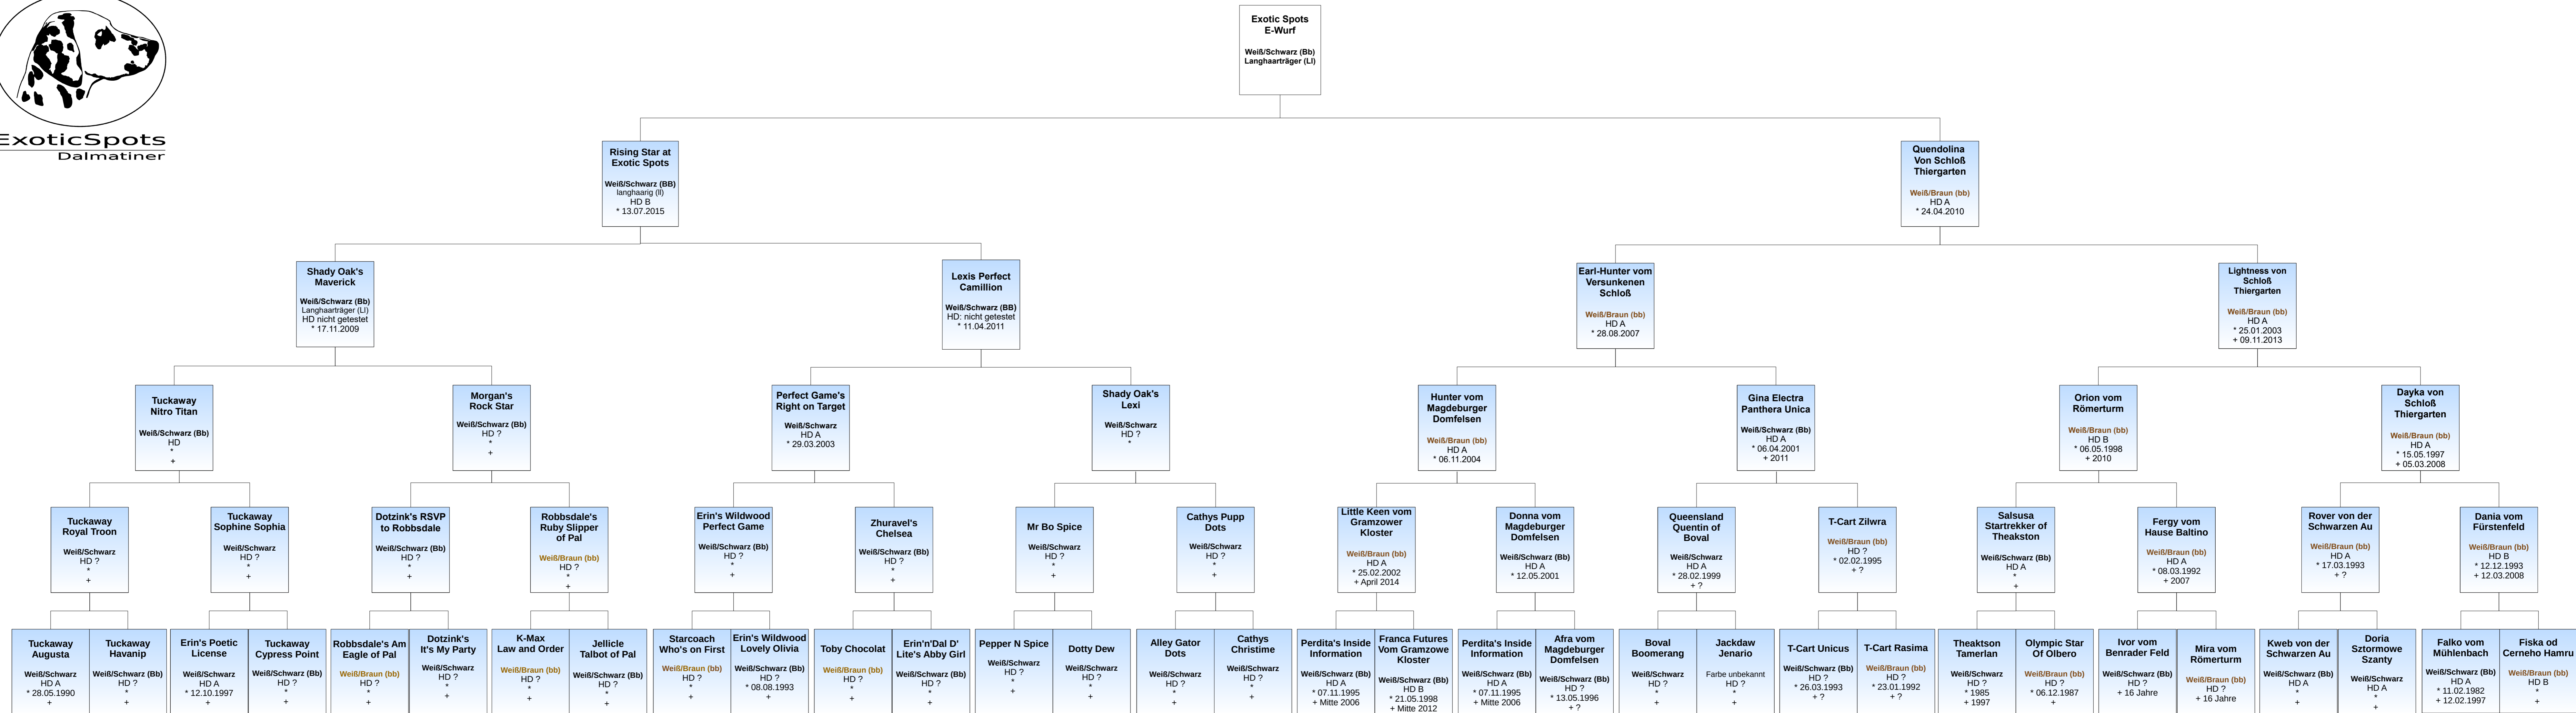 ExoticSpots
Dalmatiner
Exotic Spots
E-Wurf
Weiß/Schwarz (Bb)
Langhaarträger (Ll)
Rising Star at
Exotic Spots
Weiß/Schwarz (BB)
langhaarig (ll)
HD B
* 13.07.2015
Quendolina
Von Schloß
Thiergarten
Weiß/Braun (bb)
HD A
* 24.04.2010
Shady Oak's
Maverick
Weiß/Schwarz (Bb)
Langhaarträger (Ll)
HD nicht getestet
* 17.11.2009
Lexis Perfect
Camillion
Weiß/Schwarz (BB)
HD: nicht getestet
* 11.04.2011
Earl-Hunter vom
Versunkenen
Schloß
Weiß/Braun (bb)
HD A
* 28.08.2007
Lightness von
Schloß
Thiergarten
Weiß/Braun (bb)
HD A
* 25.01.2003
+ 09.11.2013
Tuckaway
Nitro Titan
Weiß/Schwarz (Bb)
HD
*
+
Morgan's
Rock Star
Weiß/Schwarz (Bb)
HD ?
*
+
Perfect Game's
Right on Target
Weiß/Schwarz
HD A
* 29.03.2003
Shady Oak's
Lexi
Weiß/Schwarz
HD ?
*
Hunter vom
Magdeburger
Domfelsen
Weiß/Braun (bb)
HD A
* 06.11.2004
Gina Electra
Panthera Unica
Weiß/Schwarz (Bb)
HD A
* 06.04.2001
+ 2011
Orion vom
Römerturm
Weiß/Braun (bb)
HD B
* 06.05.1998
+ 2010
Dayka von
Schloß
Thiergarten
Weiß/Braun (bb)
HD A
* 15.05.1997
+ 05.03.2008
Tuckaway
Royal Troon
Weiß/Schwarz
HD ?
*
+
Tuckaway
Sophine Sophia
Weiß/Schwarz
HD ?
*
+
Dotzink's RSVP
to Robbsdale
Weiß/Schwarz (Bb)
HD ?
*
+
Robbsdale's
Ruby Slipper
of Pal
Weiß/Braun (bb)
HD ?
*
+
Erin's Wildwood
Perfect Game
Weiß/Schwarz (Bb)
HD ?
*
+
Zhuravel's
Chelsea
Weiß/Schwarz (Bb)
HD ?
*
+
Mr Bo Spice
Weiß/Schwarz
HD ?
*
+
Cathys Pupp
Dots
Weiß/Schwarz
HD ?
*
+
Little Keen vom
Gramzower
Kloster
Weiß/Braun (bb)
HD A
* 25.02.2002
+ April 2014
Donna vom
Magdeburger
Domfelsen
Weiß/Schwarz (Bb)
HD A
* 12.05.2001
Queensland
Quentin of
Boval
Weiß/Schwarz
HD A
* 28.02.1999
+ ?
T-Cart Zilwra
Weiß/Braun (bb)
HD ?
* 02.02.1995
+ ?
Salsusa
Startrekker of
Theakston
Weiß/Schwarz (Bb)
HD A
*
+
Fergy vom
Hause Baltino
Weiß/Braun (bb)
HD A
* 08.03.1992
+ 2007
Rover von der
Schwarzen Au
Weiß/Braun (bb)
HD A
* 17.03.1993
+ ?
Dania vom
Fürstenfeld
Weiß/Braun (bb)
HD B
* 12.12.1993
+ 12.03.2008
Tuckaway
Augusta
Weiß/Schwarz
HD A
* 28.05.1990
+
Tuckaway
Havanip
Weiß/Schwarz (Bb)
HD ?
*
+
Erin's Poetic
License
Weiß/Schwarz
HD A
* 12.10.1997
+
Tuckaway
Cypress Point
Weiß/Schwarz (Bb)
HD ?
*
+
Robbsdale's Am
Eagle of Pal
Weiß/Braun (bb)
HD ?
*
+
Dotzink's
It's My Party
Weiß/Schwarz
HD ?
*
+
K-Max
Law and Order
Weiß/Braun (bb)
HD ?
*
+
Jellicle
Talbot of Pal
Weiß/Schwarz (Bb)
HD ?
*
+
Starcoach
Who's on First
Weiß/Braun (bb)
HD ?
*
+
Erin's Wildwood
Lovely Olivia
Weiß/Schwarz (Bb)
HD ?
* 08.08.1993
+
Toby Chocolat
Weiß/Braun (bb)
HD ?
*
+
Erin'n'Dal D'
Lite's Abby Girl
Weiß/Schwarz (Bb)
HD ?
*
+
Pepper N Spice
Weiß/Schwarz
HD ?
*
+
Dotty Dew
Weiß/Schwarz
HD ?
*
+
Alley Gator
Dots
Weiß/Schwarz
HD ?
*
+
Cathys
Christime
Weiß/Schwarz
HD ?
*
+
Perdita's Inside
Information
Weiß/Schwarz (Bb)
HD A
* 07.11.1995
+ Mitte 2006
Franca Futures
Vom Gramzowe
Kloster
Weiß/Schwarz (Bb)
HD B
* 21.05.1998
+ Mitte 2012
Perdita's Inside
Information
Weiß/Schwarz (Bb)
HD A
* 07.11.1995
+ Mitte 2006
Afra vom
Magdeburger
Domfelsen
Weiß/Schwarz (Bb)
HD ?
* 13.05.1996
+ ?
Boval
Boomerang
Weiß/Schwarz
HD ?
*
+
Jackdaw
Jenario
Farbe unbekannt
HD ?
*
+
T-Cart Unicus
Weiß/Schwarz (Bb)
HD ?
* 26.03.1993
+ ?
T-Cart Rasima
Weiß/Braun (bb)
HD ?
* 23.01.1992
+ ?
Theaktson
Tamerlan
Weiß/Schwarz
HD ?
* 1985
+ 1997
Olympic Star
Of Olbero
Weiß/Braun (bb)
HD ?
* 06.12.1987
+
Ivor vom
Benrader Feld
Weiß/Schwarz (Bb)
HD ?
+ 16 Jahre
Mira vom
Römerturm
Weiß/Braun (bb)
HD ?
+ 16 Jahre
Kweb von der
Schwarzen Au
Weiß/Schwarz (Bb)
HD A
*
+
Doria
Sztormowe
Szanty
Weiß/Schwarz
HD A
*
+
Falko vom
Mühlenbach
Weiß/Schwarz (Bb)
HD A
* 11.02.1982
+ 12.02.1997
Fiska od
Cerneho Hamru
Weiß/Braun (bb)
HD B
*
+